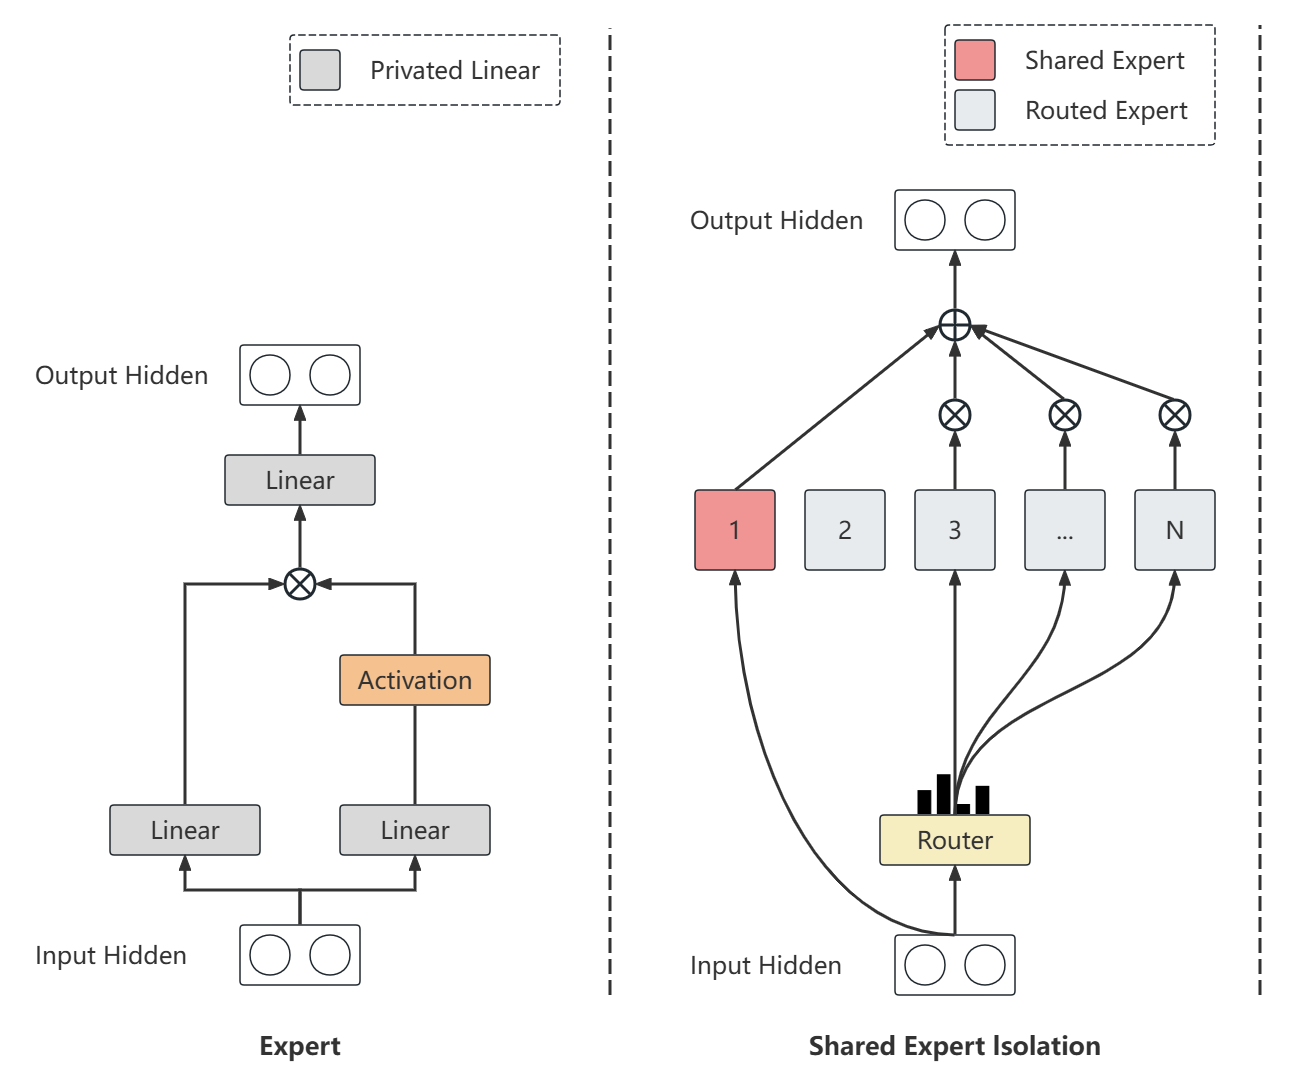 Privated Linear
Output Hidden
Linear
Activation
Linear
Linear
Input Hidden
Expert
Shared Expert
Routed Expert
Output Hidden
1
2
3
...
N
Router
Input Hidden
Shared Expert Isolation